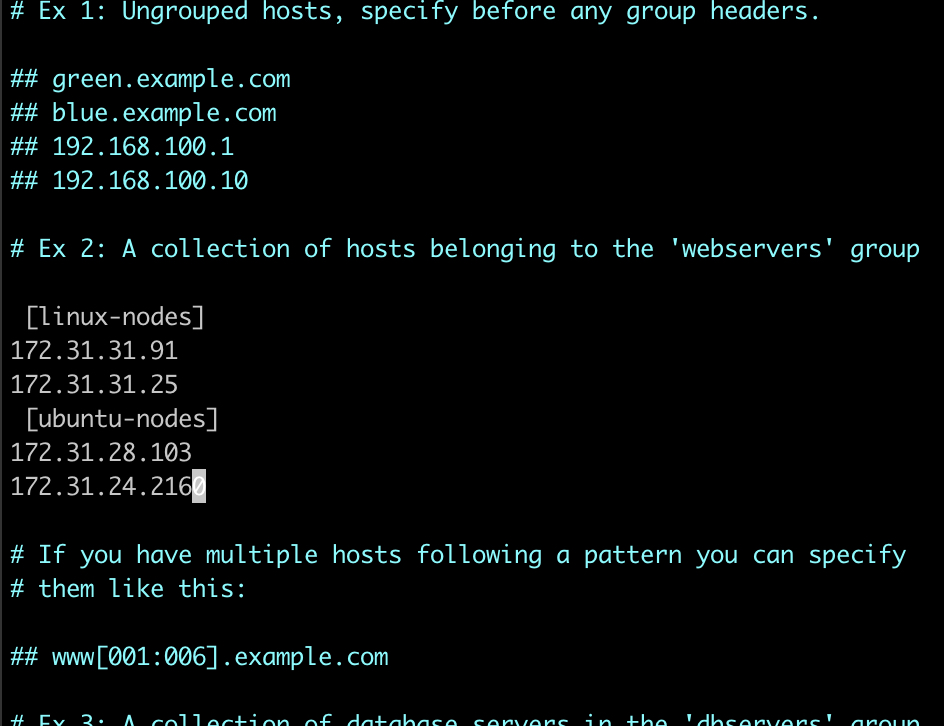 # Ex 1: Ungrouped hosts, specify before any group headers.
## green.example.com
## blue.example.com
## 192.168.100.1
## 192.168.100.10
# Ex 2: A collection of hosts belonging to the 'webservers' group
[linux-nodes]
172.31.31.91
172.31.31.25
[ubuntu-nodes]
172.31.28.103
172.31.24.2160
# If you have multiple hosts following a pattern you can specify
# them like this:
## www[001:006].example.com
# Ex 3: A collection of database servers in the 'dbservers' group